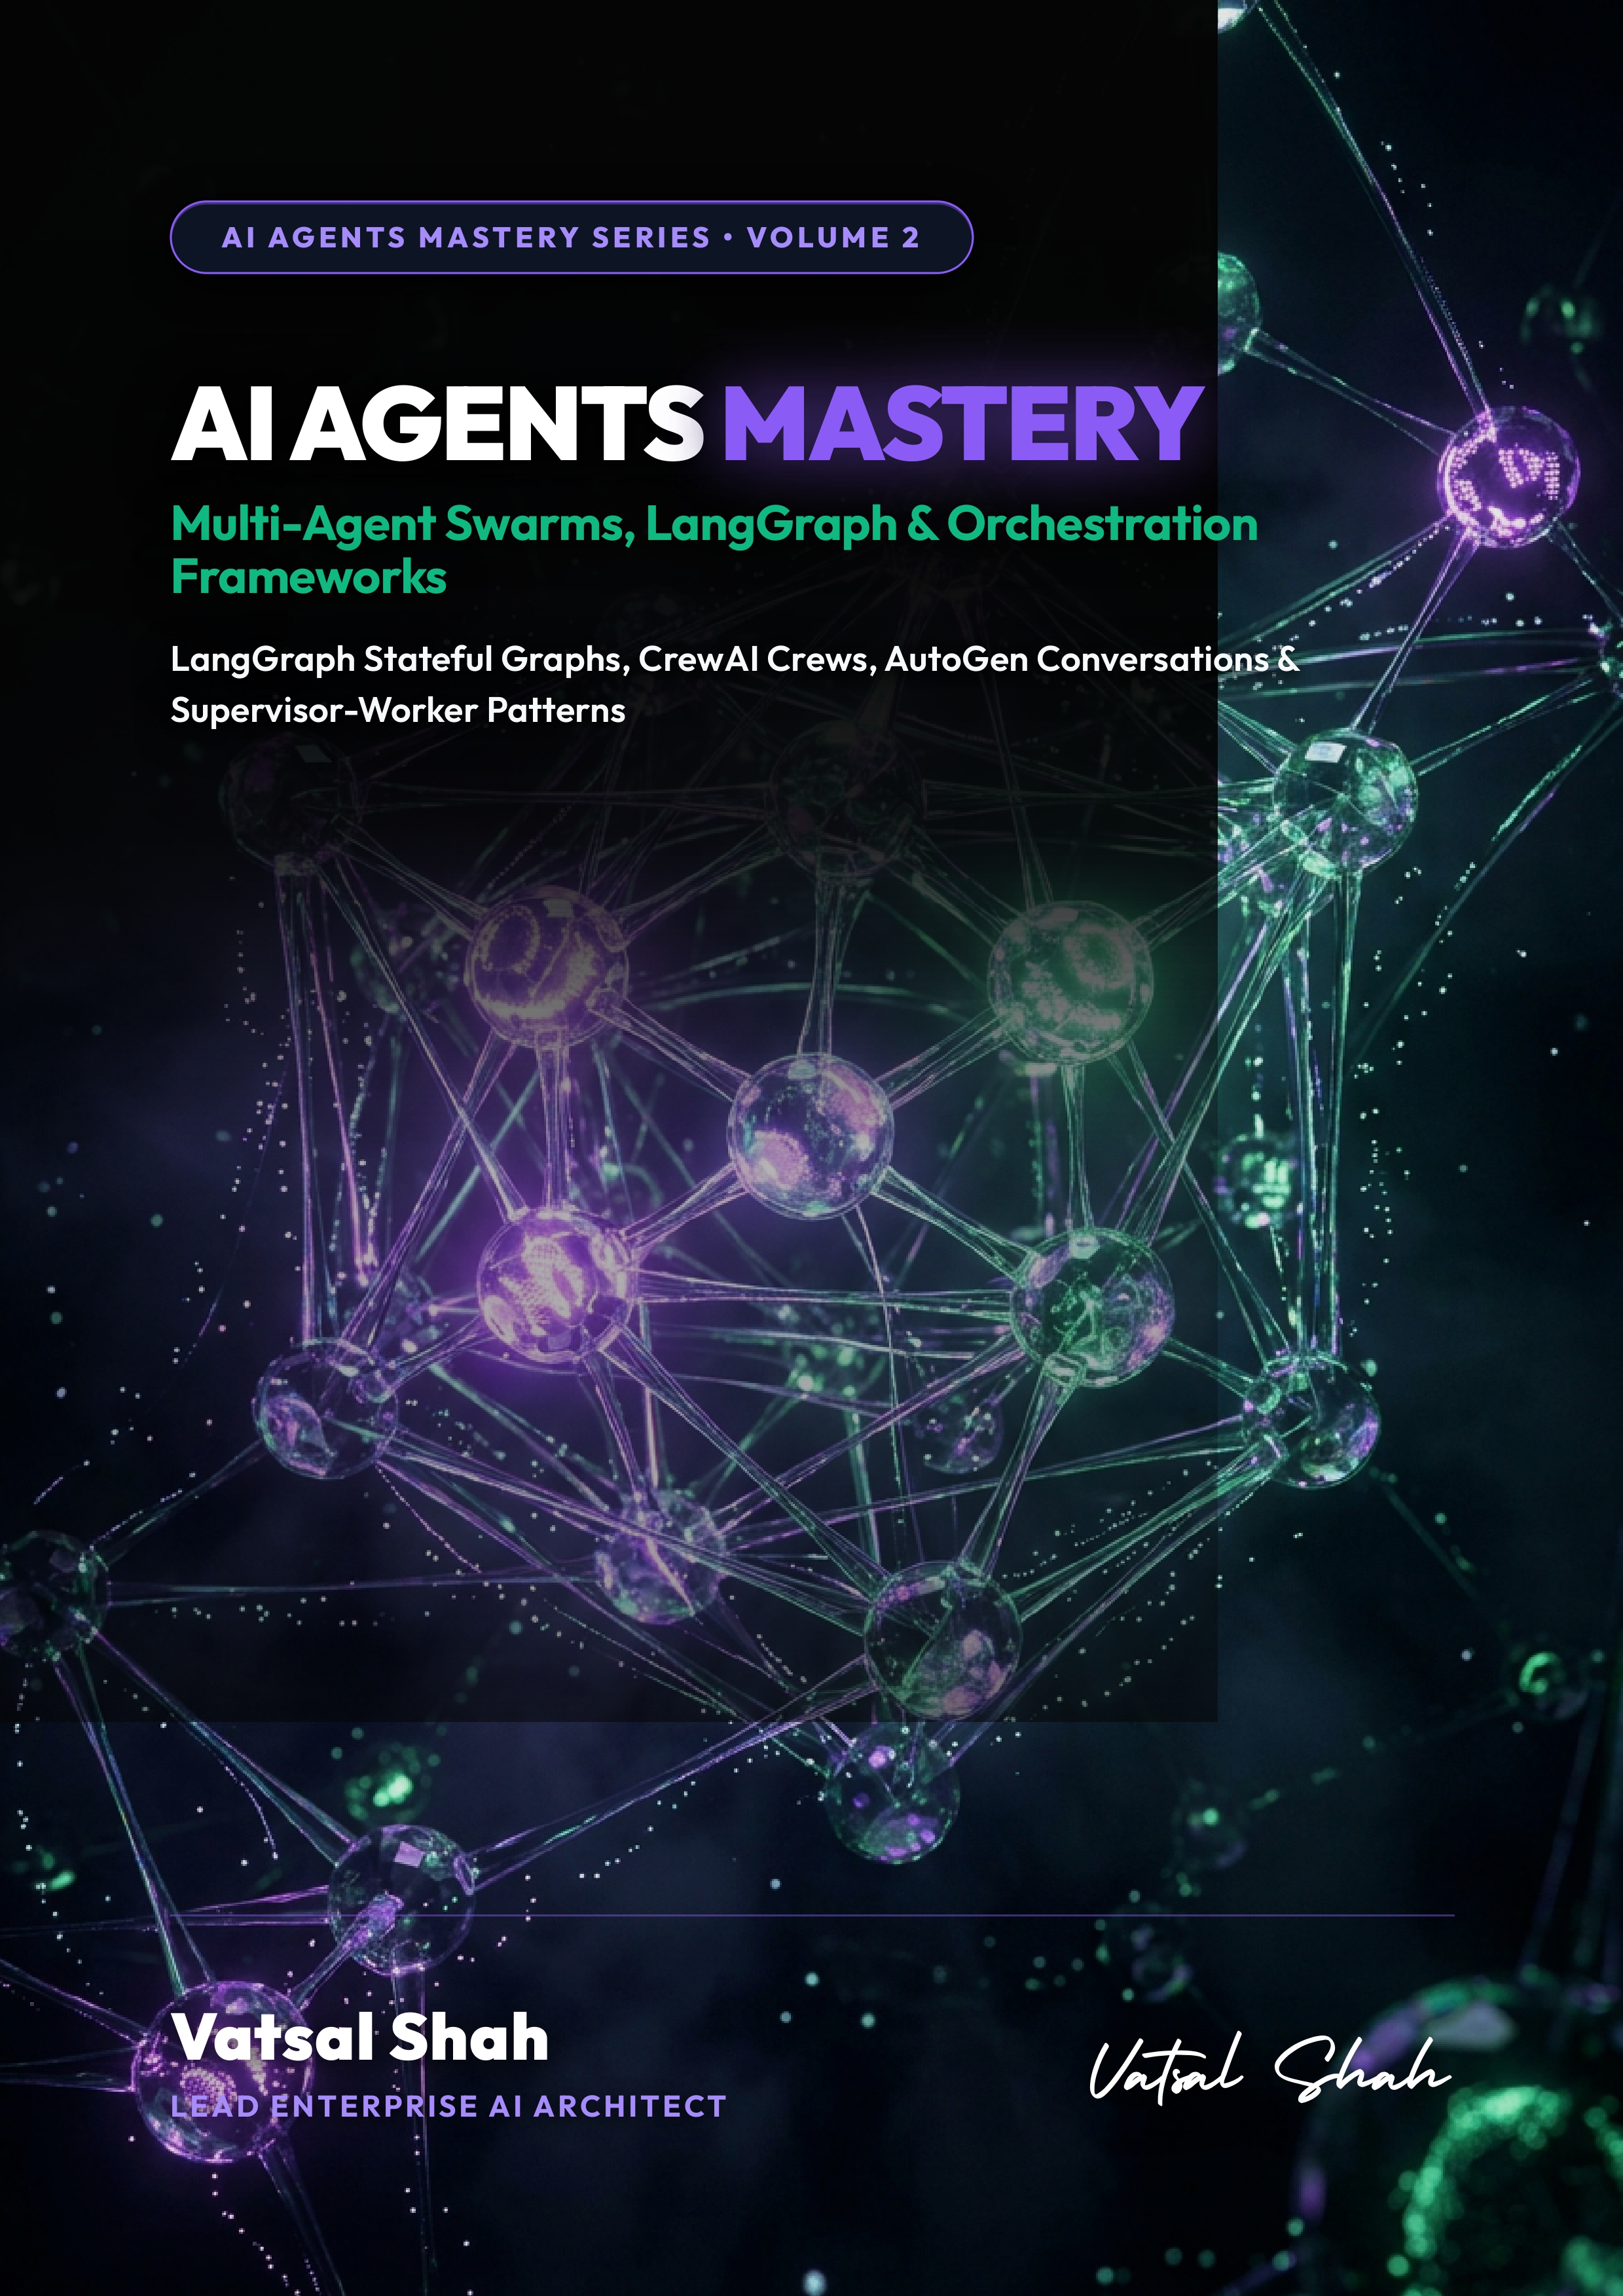 AI AGENTS MASTERY SERIES • VOLUME 2
AI AGENTS MASTERY
Multi-Agent Swarms, LangGraph & Orchestration
Frameworks
LangGraph Stateful Graphs, CrewAI Crews, AutoGen Conversations &
Supervisor-Worker Patterns
Vatsal Shah
LEAD ENTERPRISE AI ARCHITECT
Vatsal Shah